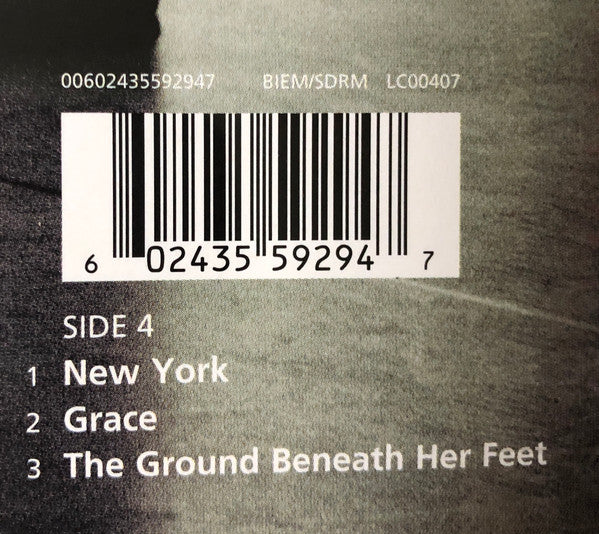 00602435592947 BIEM/SDRM LC00407
6 02435 59294 7
SIDE 4
1 New York
2 Grace
3 The Ground Beneath Her Feet